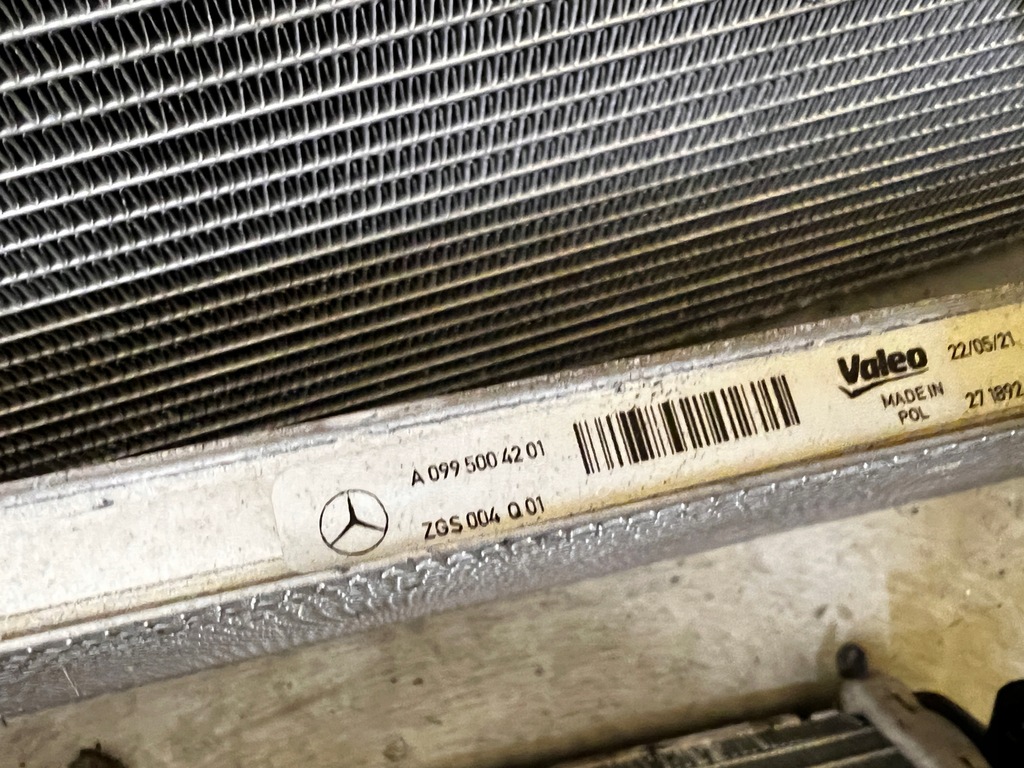 A 099 500 42 01
ZGS 004 Q 01
Valeo
MADE IN
POL
22/05/21
27 1892